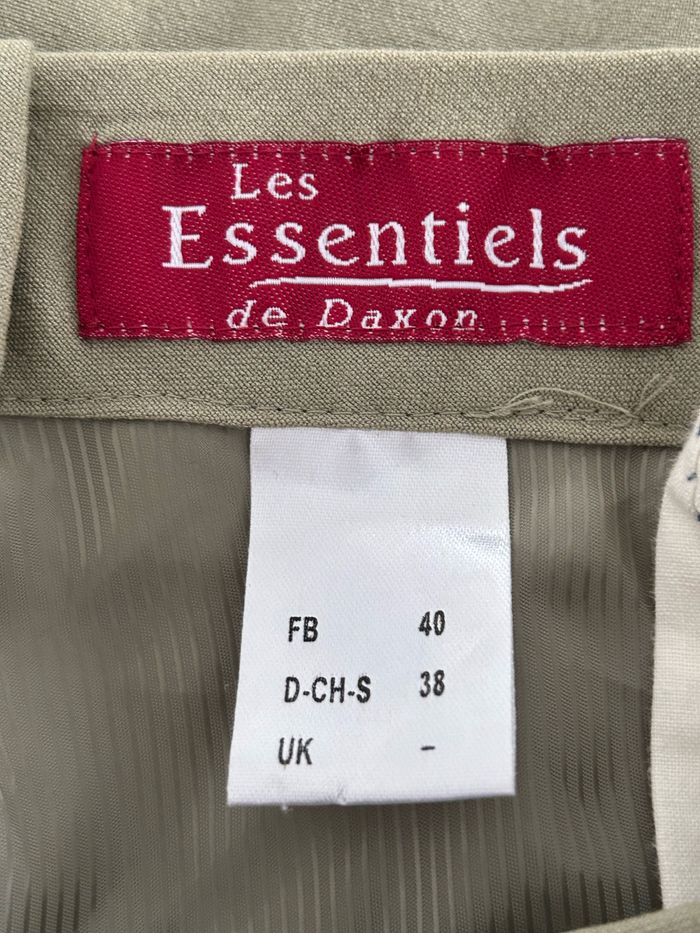 Les
Essentiels
de Daxon
FB 40
D-CH-S 38
UK -